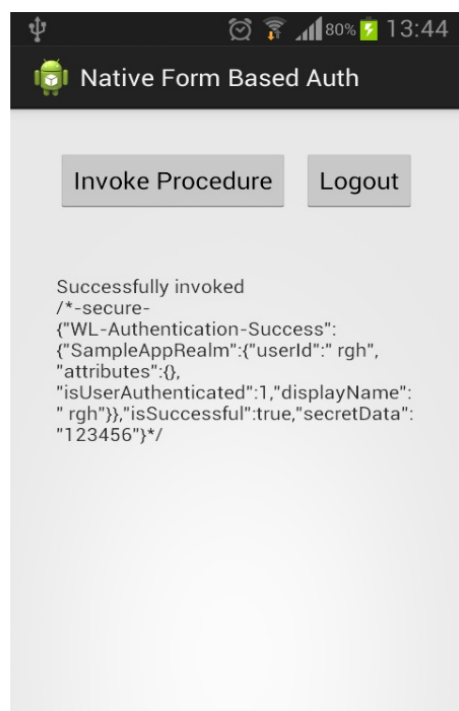 80% 13:44
Native Form Based Auth
Invoke Procedure Logout
Successfully invoked
/*-secure-
{"WL-Authentication-Success":
{"SampleAppRealm":{"userId":" rgh",
"attributes":{},
"isUserAuthenticated":1,"displayName":
" rgh"}},"isSuccessful":true,"secretData":
"123456"}*/